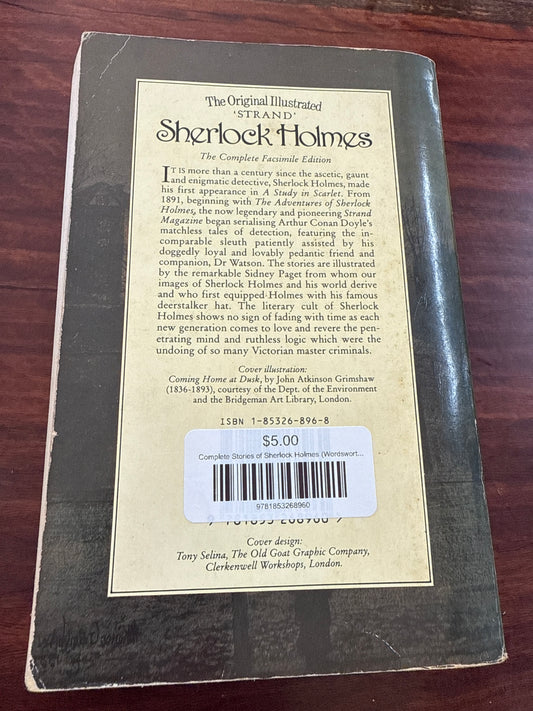 The Original Illustrated
'STRAND'
Sherlock Holmes
The Complete Facsimile Edition
IT IS more than a century since the ascetic, gaunt
and enigmatic detective, Sherlock Holmes, made
his first appearance in A Study in Scarlet. From
1891, beginning with The Adventures of Sherlock
Holmes, the now legendary and pioneering Strand
Magazine began serialising Arthur Conan Doyle's
matchless tales of detection, featuring the in-
comparable sleuth patiently assisted by his
doggedly loyal and lovably pedantic friend and
companion, Dr Watson. The stories are illustrated
by the remarkable Sidney Paget from whom our
images of Sherlock Holmes and his world derive
and who first equipped Holmes with his famous
deerstalker hat. The literary cult of Sherlock
Holmes shows no sign of fading with time as each
new generation comes to love and revere the pen-
etrating mind and ruthless logic which were the
undoing of so many Victorian master criminals.
Cover illustration:
Coming Home at Dusk, by John Atkinson Grimshaw
(1836-1893), courtesy of the Dept. of the Environment
and the Bridgeman Art Library, London.
ISBN 1-85326-896-8
$5.00
Complete Stories of Sherlock Holmes (Wordswort...
9781853268960
Cover design:
Tony Selina, The Old Goat Graphic Company,
Clerkenwell Workshops, London.